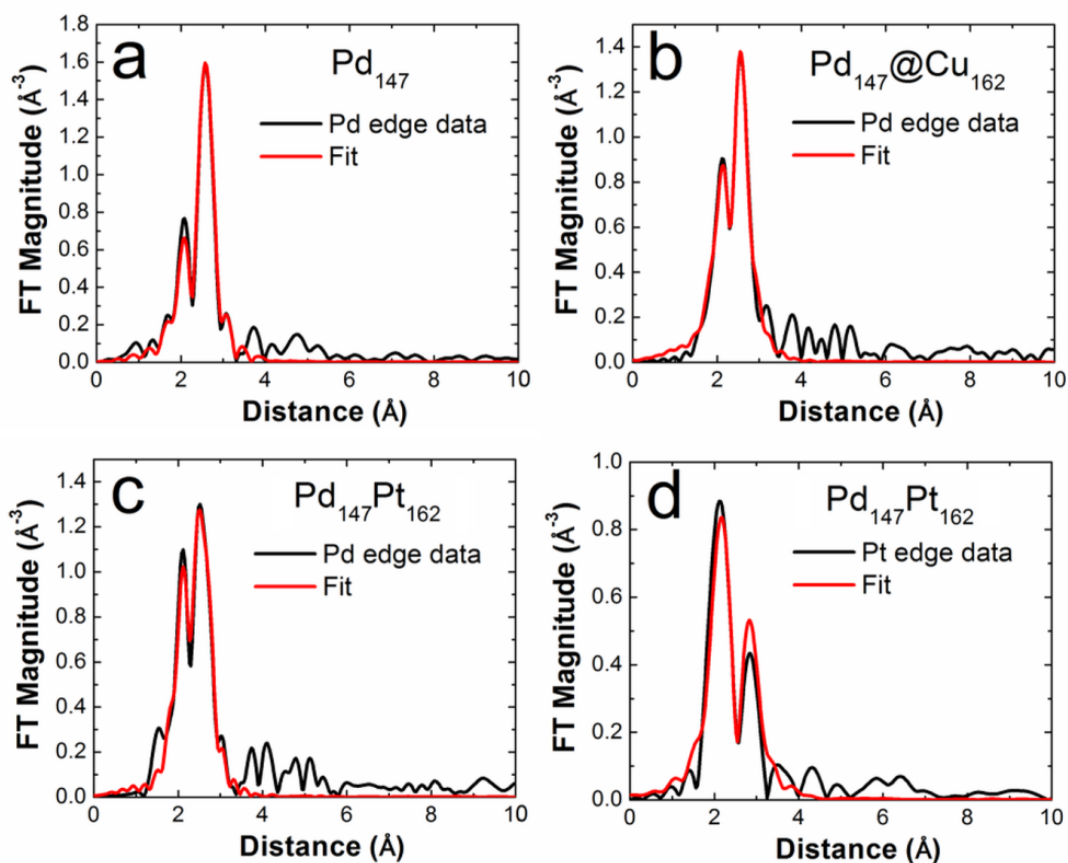 a
Pd147
Pd edge data
Fit
FT Magnitude (Å-3)
1.8
1.6
1.4
1.2
1.0
0.8
0.6
0.4
0.2
0.0
0 2 4 6 8 10
Distance (Å)
b
Pd147@Cu162
Pd edge data
Fit
FT Magnitude (Å-3)
1.4
1.2
1.0
0.8
0.6
0.4
0.2
0.0
0 2 4 6 8 10
Distance (Å)
c
Pd147Pt162
Pd edge data
Fit
FT Magnitude (Å-3)
1.4
1.2
1.0
0.8
0.6
0.4
0.2
0.0
0 2 4 6 8 10
Distance (Å)
d
Pd147Pt162
Pt edge data
Fit
FT Magnitude (Å-3)
1.0
0.8
0.6
0.4
0.2
0.0
0 2 4 6 8 10
Distance (Å)